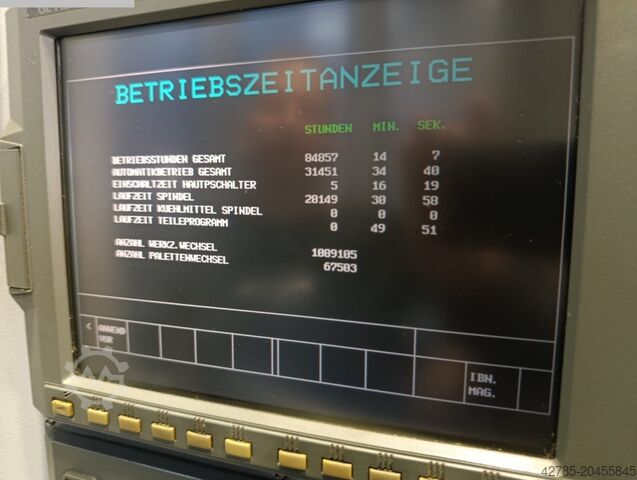 BETRIEBSZEITANZEIGE
STUNDEN MIN. SEK.
BETRIEBSSTUNDEN GESAMT 84857 14 7
AUTOMATIKBETRIEB GESAMT 31451 34 40
EINSCHALTZEIT HAUPTSCHALTER 5 16 19
LAUFZEIT SPINDEL 28149 30 58
LAUFZEIT KUEHLMITTEL SPINDEL 0 0 0
LAUFZEIT TEILEPROGRAMM 0 49 51
ANZAHL WERKZ.WECHSEL 1089105
ANZAHL PALETTENWECHSEL 67503
< ANWEND
VOR
IBN.
MAG.
42785-20455845